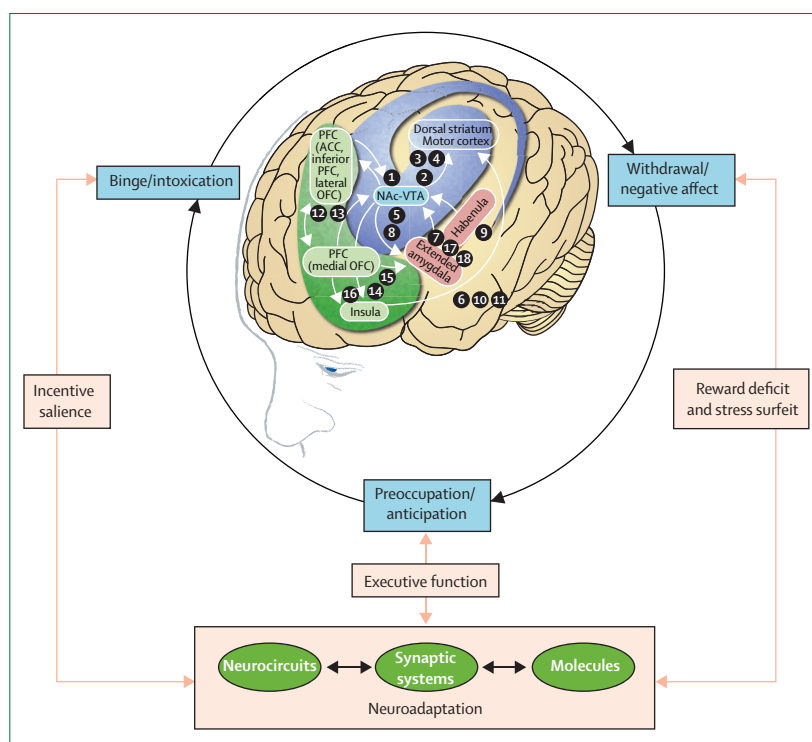 PFC
(ACC,
inferior
PFC,
lateral
OFC)
Dorsal striatum
Motor cortex
3 4
1
2
NAc-VTA
5
8
12 13
7
17
18
9
Habenula
Extended
amygdala
PFC
(medial OFC)
15
16 14
Insula
6 10 11
Binge/intoxication
Withdrawal/
negative affect
Incentive
salience
Reward deficit
and stress surfeit
Preoccupation/
anticipation
Executive function
Neurocircuits
Synaptic
systems
Molecules
Neuroadaptation